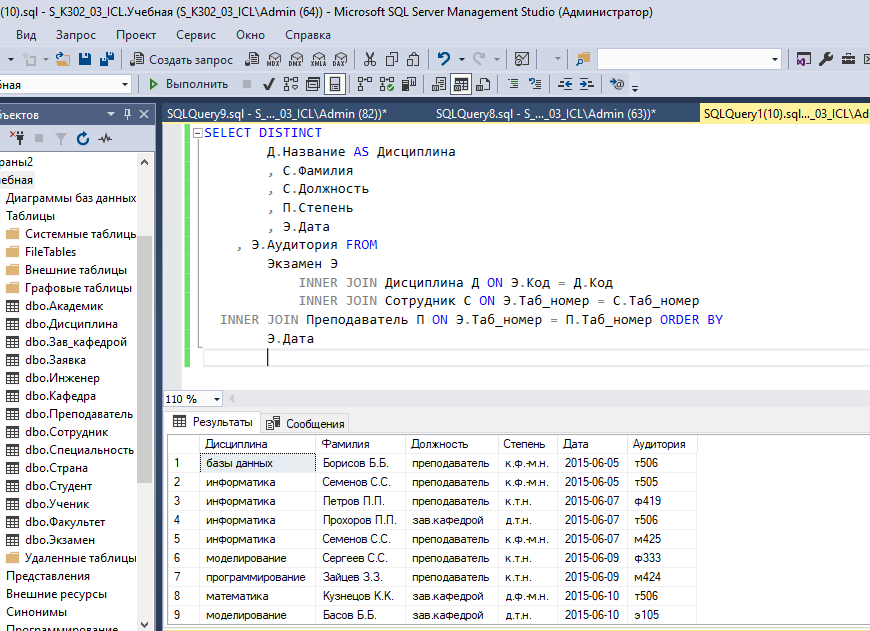 (10).sql - S_K302_03_ICL.Учебная (S_K302_03_ICL\Admin (64)) - Microsoft SQL Server Management Studio (Администратор)
Вид Запрос Проект Сервис Окно Справка
Создать запрос MDX DMX XMLA DAX
ная Выполнить
ъектов
SQLQuery9.sql - S_..._03_ICL\Admin (82))* SQLQuery8.sql - S_..._03_ICL\Admin (63))* SQLQuery1(10).sql..._03_ICL\Ad
раны2
ебная
Диаграммы баз данных
Таблицы
Системные таблицы
FileTables
Внешние таблицы
Графовые таблицы
dbo.Академик
dbo.Дисциплина
dbo.Зав_кафедрой
dbo.Заявка
dbo.Инженер
dbo.Кафедра
dbo.Преподаватель
dbo.Сотрудник
dbo.Специальность
dbo.Страна
dbo.Студент
dbo.Ученик
dbo.Факультет
dbo.Экзамен
Удаленные таблицы
Представления
Внешние ресурсы
Синонимы
Программирование
SELECT DISTINCT
Д.Название AS Дисциплина
, С.Фамилия
, С.Должность
, П.Степень
, Э.Дата
, Э.Аудитория FROM
Экзамен Э
INNER JOIN Дисциплина Д ON Э.Код = Д.Код
INNER JOIN Сотрудник С ON Э.Таб_номер = С.Таб_номер
INNER JOIN Преподаватель П ON Э.Таб_номер = П.Таб_номер ORDER BY
Э.Дата
110 %
Результаты Сообщения
Дисциплина Фамилия Должность Степень Дата Аудитория
1 базы данных Борисов Б.Б. преподаватель к.ф.-м.н. 2015-06-05 т506
2 информатика Семенов С.С. преподаватель к.ф.-м.н. 2015-06-05 т505
3 информатика Петров П.П. преподаватель к.т.н. 2015-06-07 ф419
4 информатика Прохоров П.П. зав.кафедрой д.т.н. 2015-06-07 т506
5 информатика Семенов С.С. преподаватель к.ф.-м.н. 2015-06-07 м425
6 моделирование Сергеев С.С. преподаватель к.т.н. 2015-06-09 ф333
7 программирование Зайцев З.З. преподаватель к.т.н. 2015-06-09 м424
8 математика Кузнецов К.К. зав.кафедрой д.ф.-м.н. 2015-06-10 т506
9 моделирование Басов Б.Б. зав.кафедрой д.т.н. 2015-06-10 э105